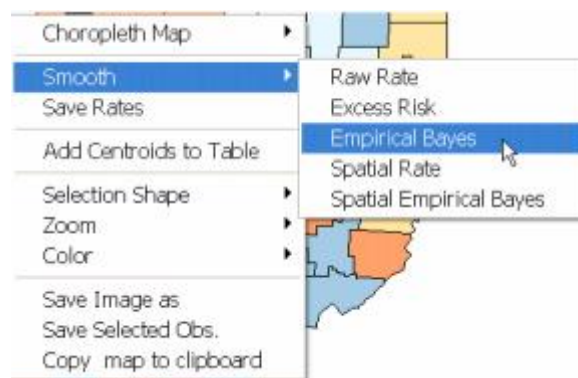 Choropleth Map
Smooth
Save Rates
Add Centroids to Table
Selection Shape
Zoom
Color
Save Image as
Save Selected Obs.
Copy map to clipboard
Raw Rate
Excess Risk
Empirical Bayes
Spatial Rate
Spatial Empirical Bayes